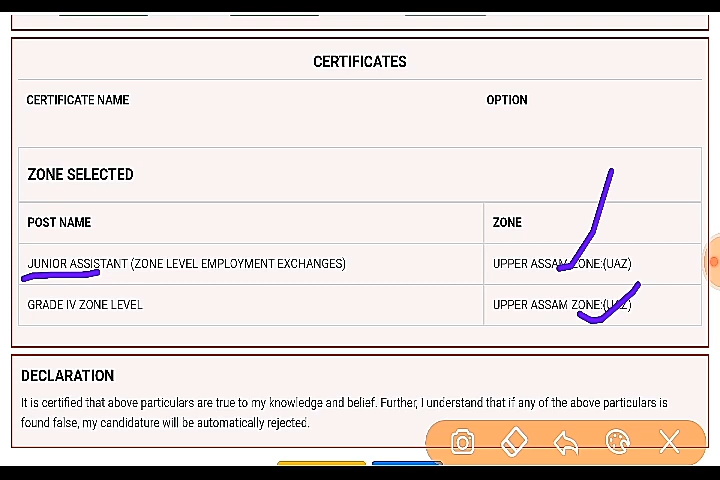 CERTIFICATES
CERTIFICATE NAME OPTION
ZONE SELECTED
POST NAME ZONE
JUNIOR ASSISTANT (ZONE LEVEL EMPLOYMENT EXCHANGES) UPPER ASSAM ZONE:(UAZ)
GRADE IV ZONE LEVEL UPPER ASSAM ZONE:(UAZ)
DECLARATION
It is certified that above particulars are true to my knowledge and belief. Further, I understand that if any of the above particulars is
found false, my candidature will be automatically rejected.